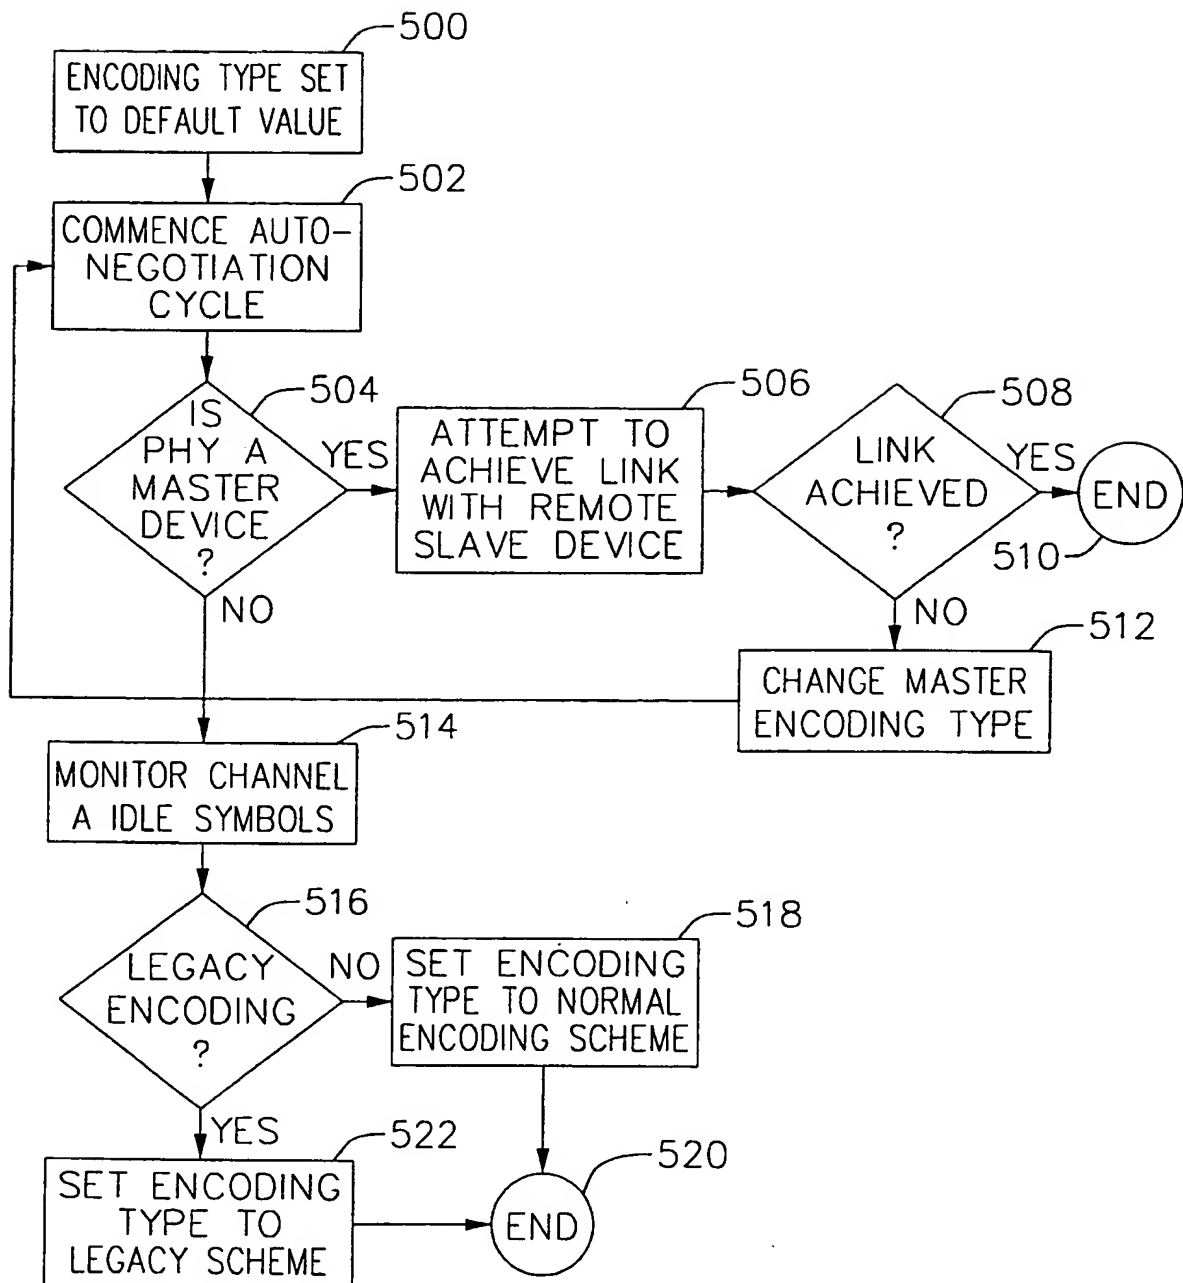 500
ENCODING TYPE SET
TO DEFAULT VALUE
502
COMMENCE AUTO-
NEGOTIATION
CYCLE
504
IS
PHY A
MASTER
DEVICE
?
YES
NO
506
ATTEMPT TO
ACHIEVE LINK
WITH REMOTE
SLAVE DEVICE
508
LINK
ACHIEVED
?
YES
NO
END
510
512
CHANGE MASTER
ENCODING TYPE
514
MONITOR CHANNEL
A IDLE SYMBOLS
516
LEGACY
ENCODING
?
NO
YES
518
SET ENCODING
TYPE TO NORMAL
ENCODING SCHEME
522
SET ENCODING
TYPE TO
LEGACY SCHEME
520
END